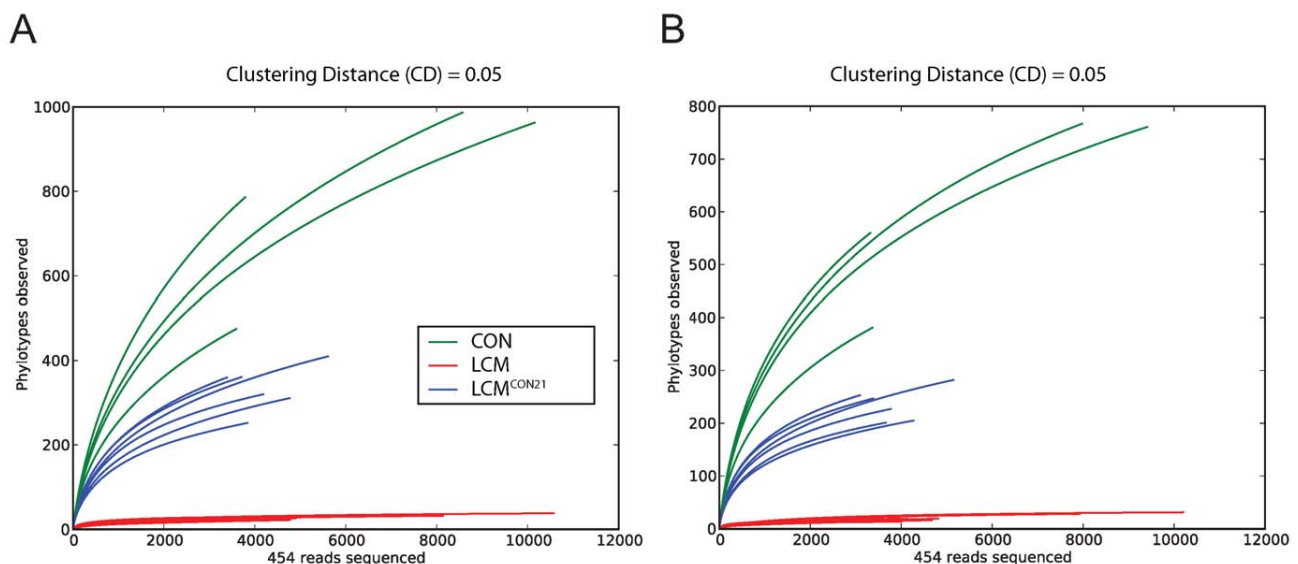 A
Clustering Distance (CD) = 0.05
1000
800
600
400
200
0
0 2000 4000 6000 8000 10000 12000
Phylotypes observed
454 reads sequenced
CON
LCM
LCM^CON21
B
Clustering Distance (CD) = 0.05
800
700
600
500
400
300
200
100
0
0 2000 4000 6000 8000 10000 12000
Phylotypes observed
454 reads sequenced